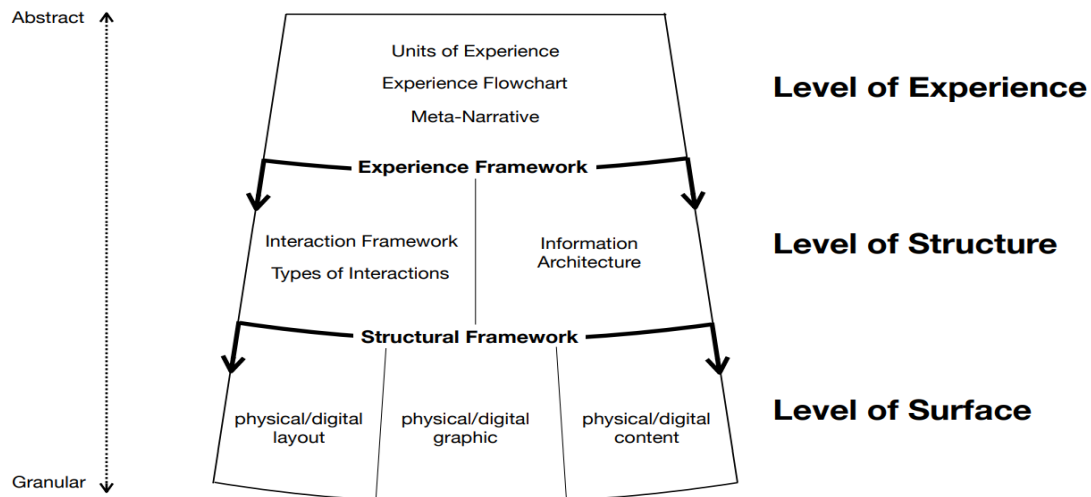 Abstract
Units of Experience
Experience Flowchart
Meta-Narrative
Level of Experience
Experience Framework
Interaction Framework
Types of Interactions
Information
Architecture
Level of Structure
Structural Framework
physical/digital
layout
physical/digital
graphic
physical/digital
content
Level of Surface
Granular